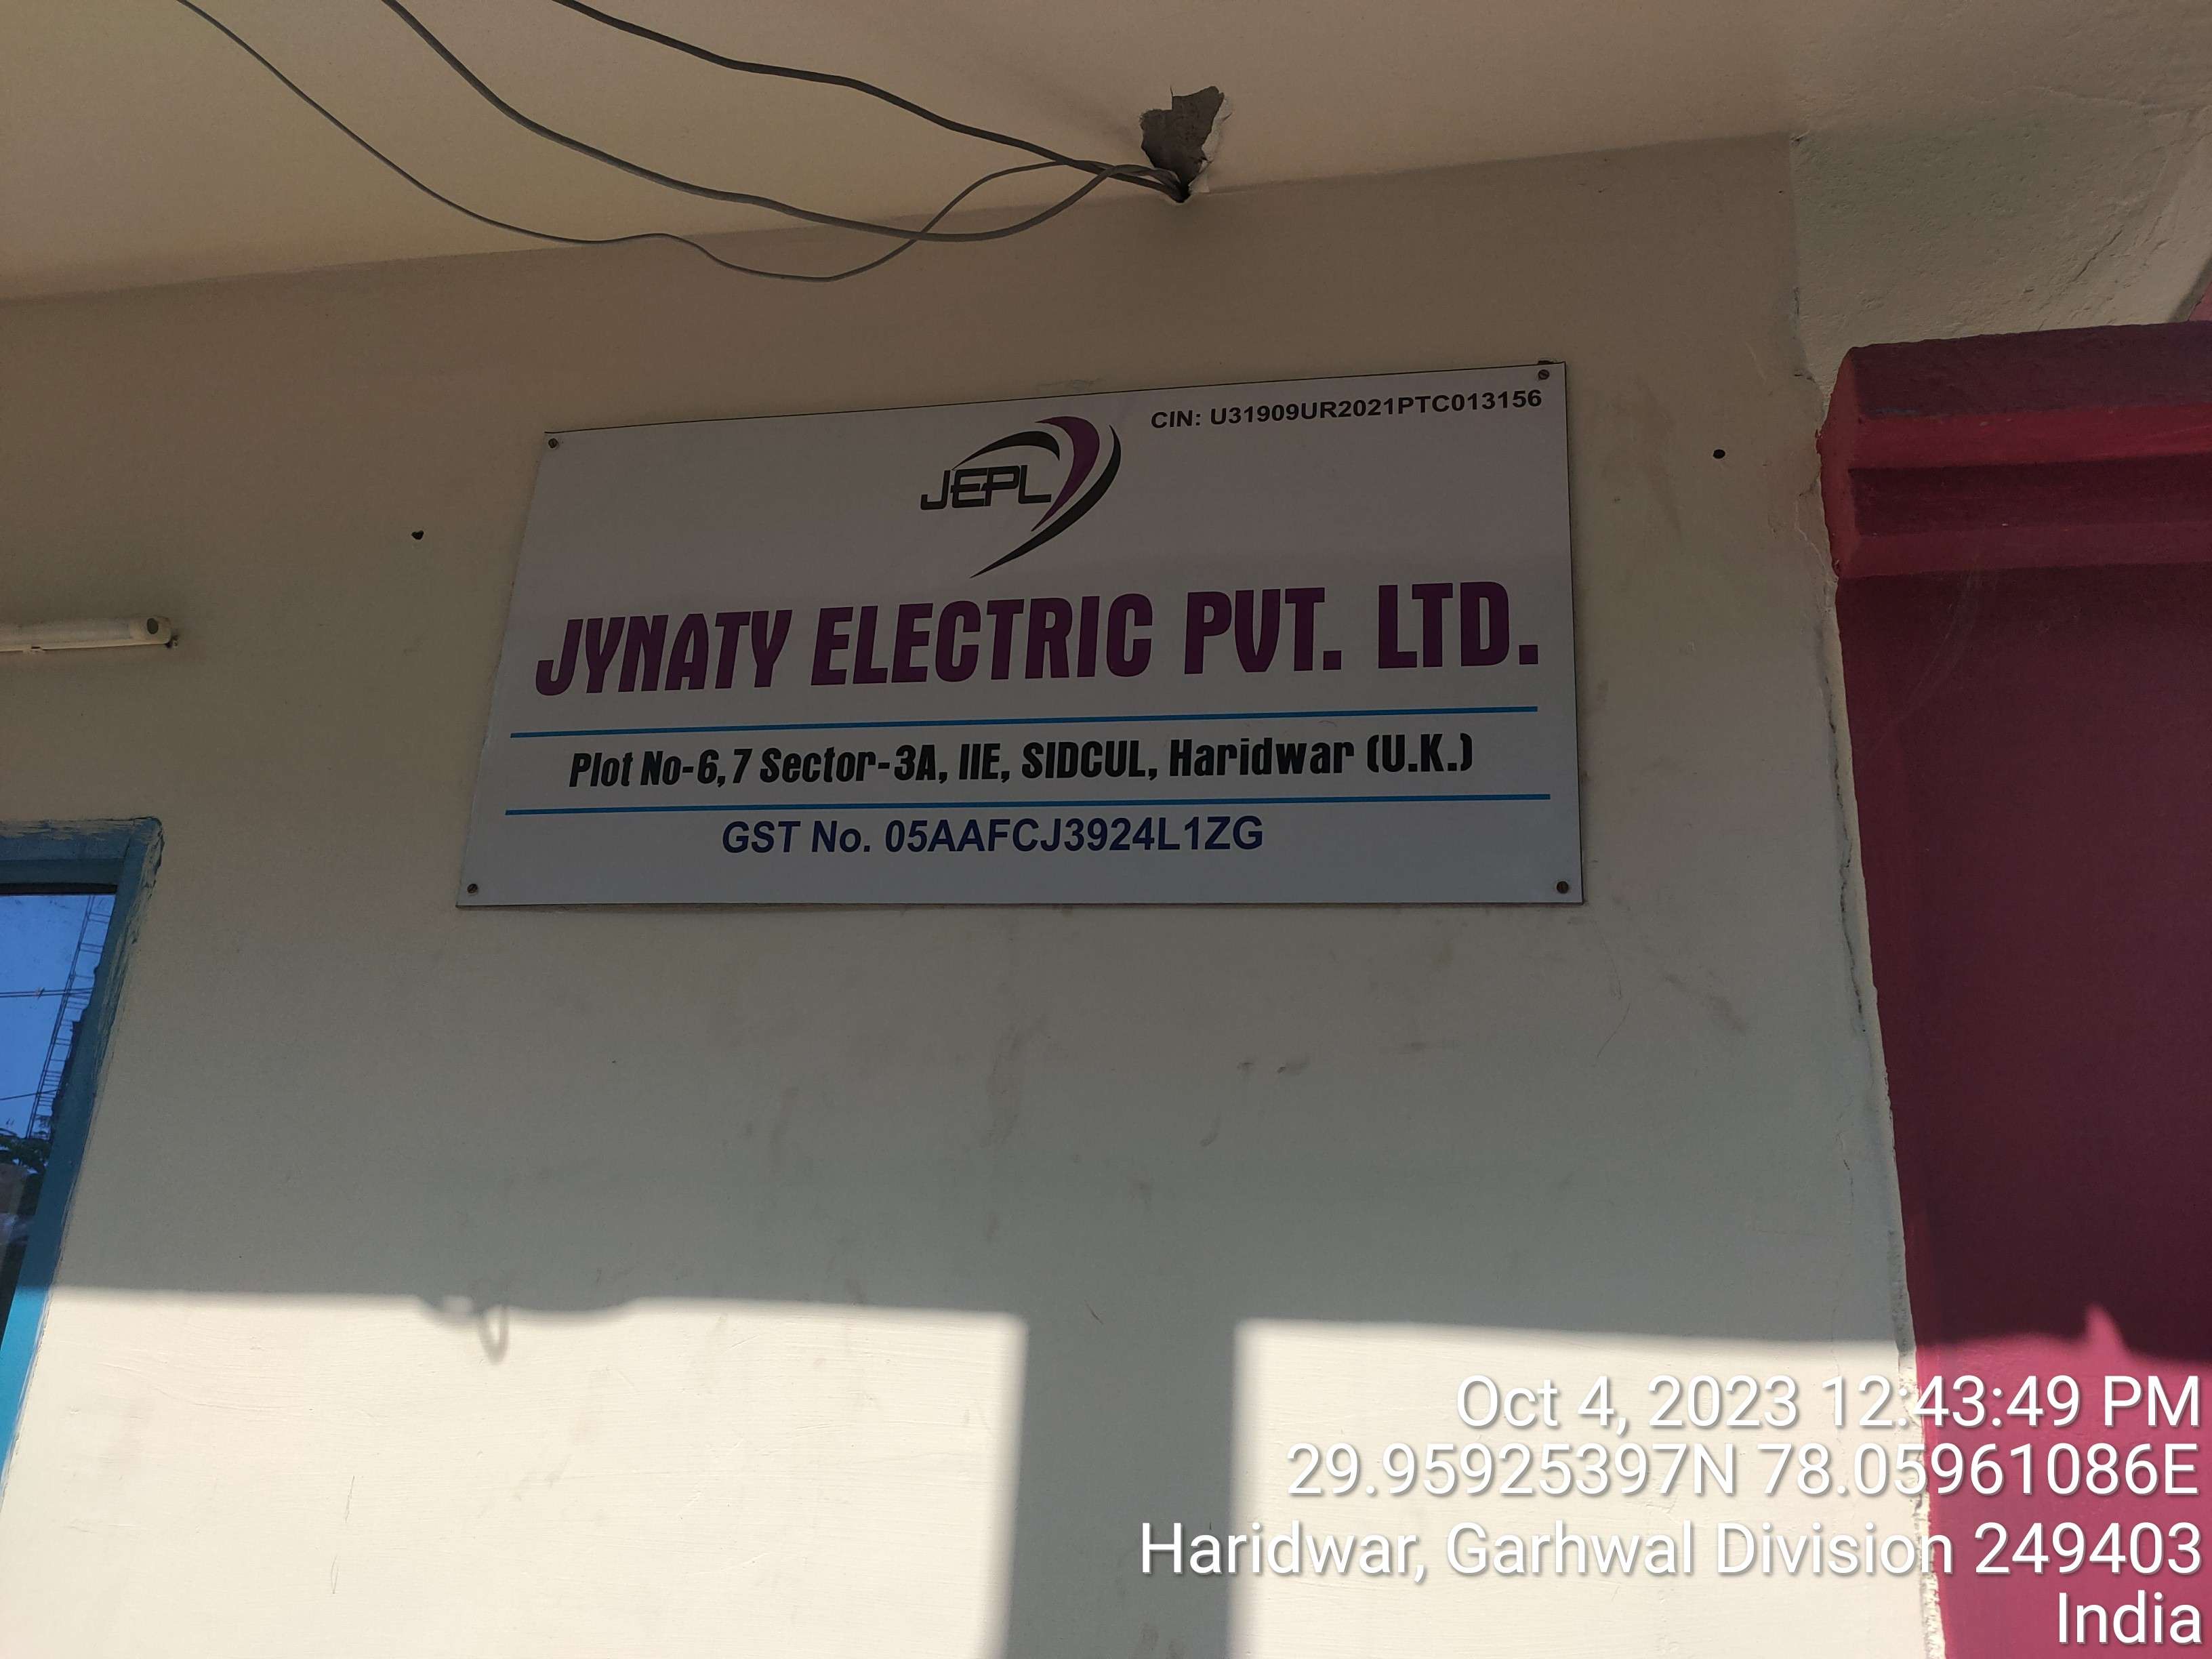 CIN: U31909UR2021PTC013156
JEPL
JYNATY ELECTRIC PVT. LTD.
Plot No-6,7 Sector-3A, IIE, SIDCUL, Haridwar (U.K.)
GST No. 05AAFCJ3924L1ZG
Oct 4, 2023 12:43:49 PM
29.95925397N 78.05961086E
Haridwar, Garhwal Division 249403
India